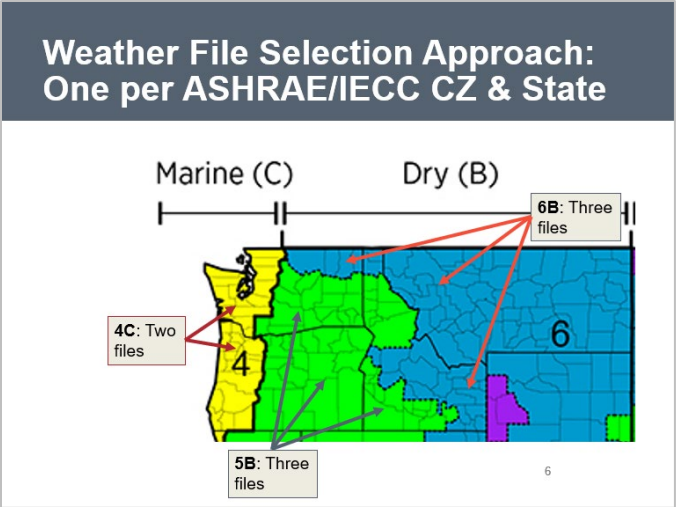 Weather File Selection Approach:
One per ASHRAE/IECC CZ & State
Marine (C)
Dry (B)
6B: Three
files
4C: Two
files
4
6
5B: Three
files
6